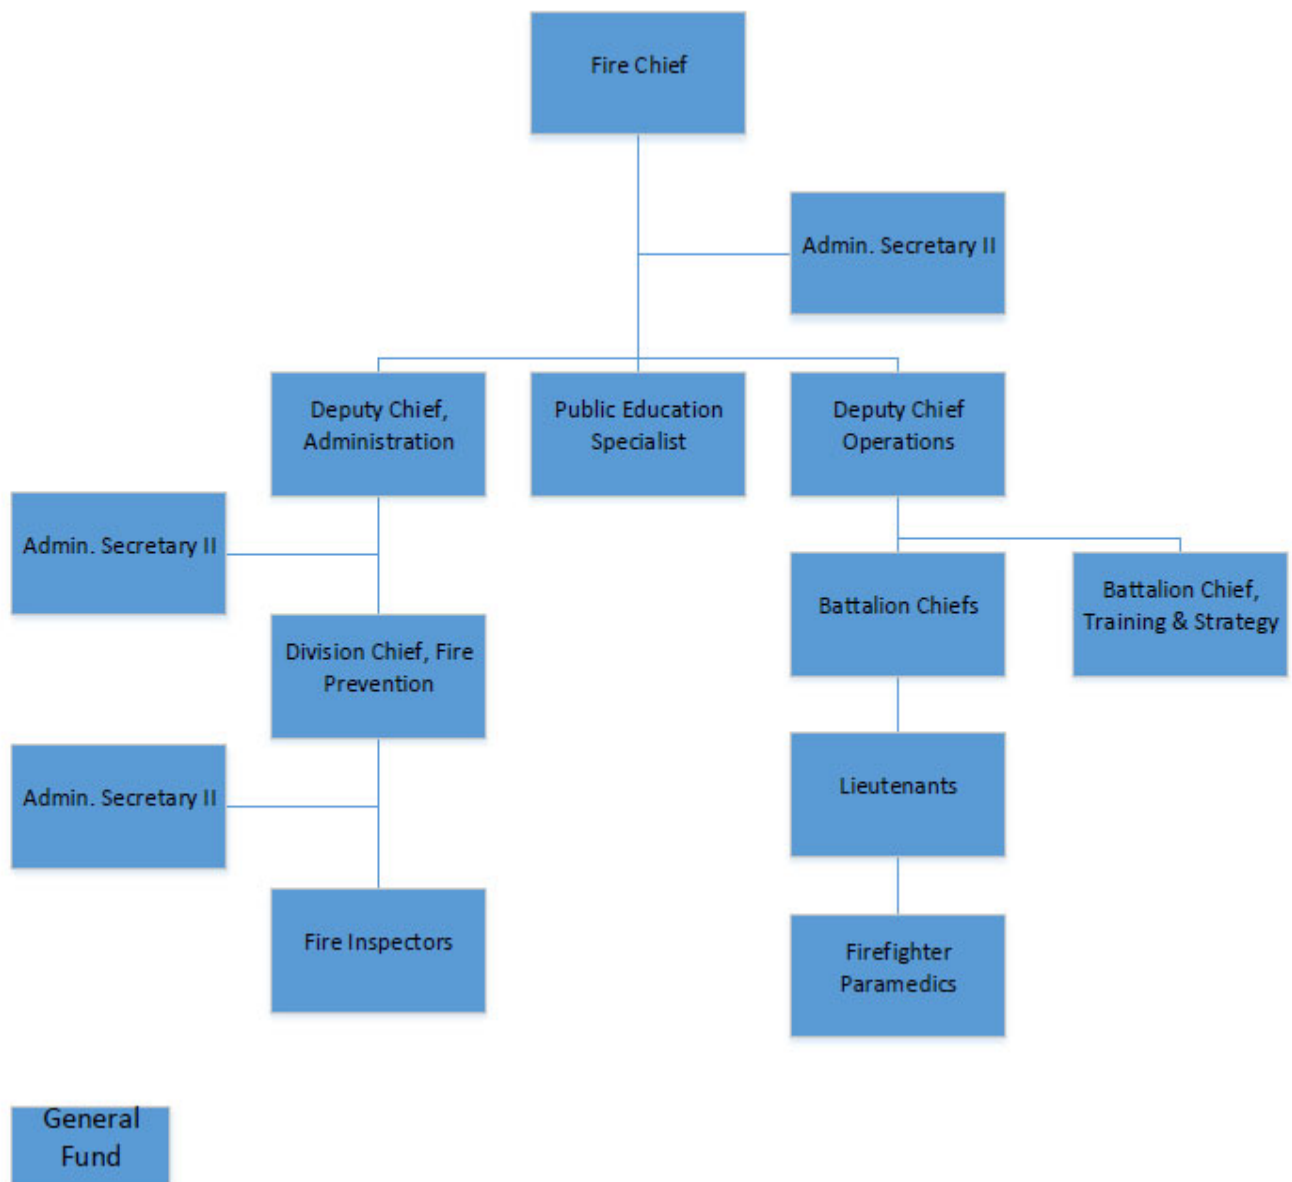 Fire Chief
Admin. Secretary II
Deputy Chief,
Administration
Public Education
Specialist
Deputy Chief
Operations
Admin. Secretary II
Battalion Chiefs
Battalion Chief,
Training & Strategy
Division Chief, Fire
Prevention
Admin. Secretary II
Lieutenants
Fire Inspectors
Firefighter
Paramedics
General
Fund